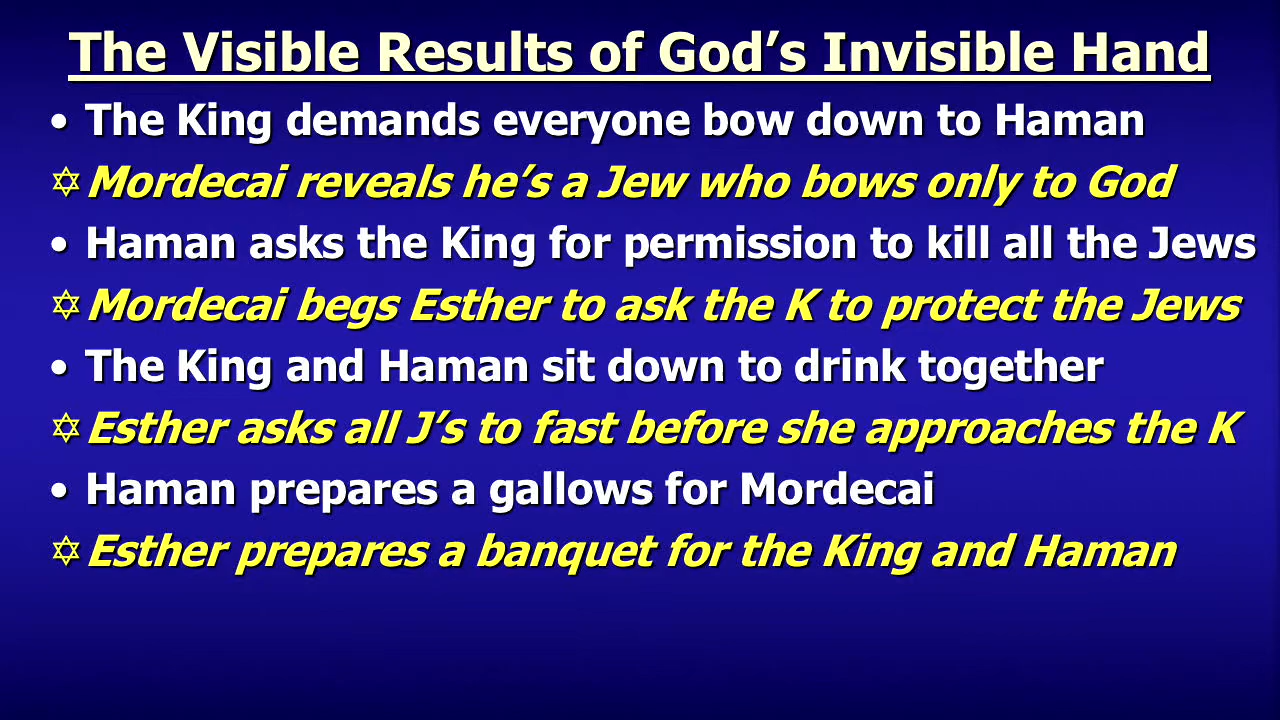 The Visible Results of God’s Invisible Hand
• The King demands everyone bow down to Haman
✡ Mordecai reveals he’s a Jew who bows only to God
• Haman asks the King for permission to kill all the Jews
✡ Mordecai begs Esther to ask the K to protect the Jews
• The King and Haman sit down to drink together
✡ Esther asks all J’s to fast before she approaches the K
• Haman prepares a gallows for Mordecai
✡ Esther prepares a banquet for the King and Haman